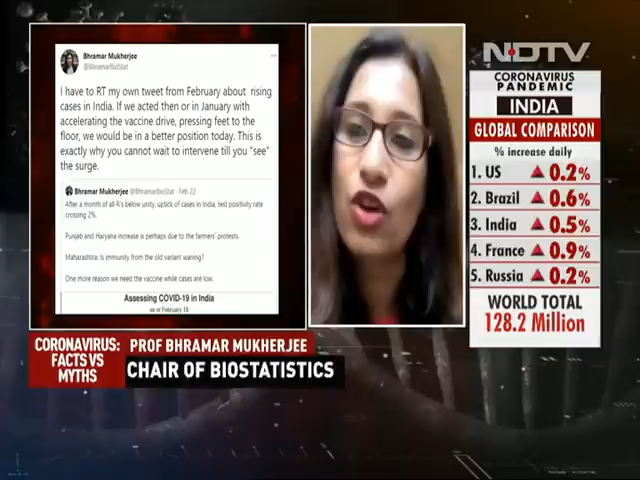 Bhramar Mukherjee
@BhramarBioStat
I have to RT my own tweet from February about rising
cases in India. If we acted then or in January with
accelerating the vaccine drive, pressing feet to the
floor, we would be in a better position today. This is
exactly why you cannot wait to intervene till you "see"
the surge.
Bhramar Mukherjee @BhramarBioStat · Feb 22
After a month of all R's below unity, uptick of cases in India, test positivity rate
crossing 2%.
Punjab and Haryana increase is perhaps due to the farmers' protests.
Maharashtra: Is immunity from the old variant waning?
One more reason we need the vaccine while cases are low.
Assessing COVID-19 in India
as of February 18
NDTV
CORONAVIRUS
PANDEMIC
INDIA
GLOBAL COMPARISON
% increase daily
1. US ▲ 0.2%
2. Brazil ▲ 0.6%
3. India ▲ 0.5%
4. France ▲ 0.9%
5. Russia ▲ 0.2%
WORLD TOTAL
128.2 Million
CORONAVIRUS:
FACTS VS
MYTHS
PROF BHRAMAR MUKHERJEE
CHAIR OF BIOSTATISTICS